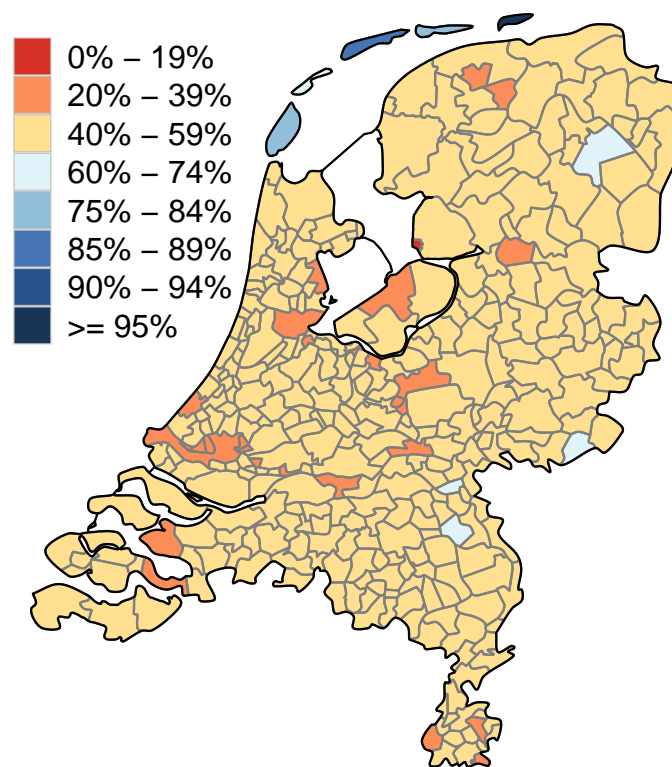 0% – 19%
20% – 39%
40% – 59%
60% – 74%
75% – 84%
85% – 89%
90% – 94%
>= 95%